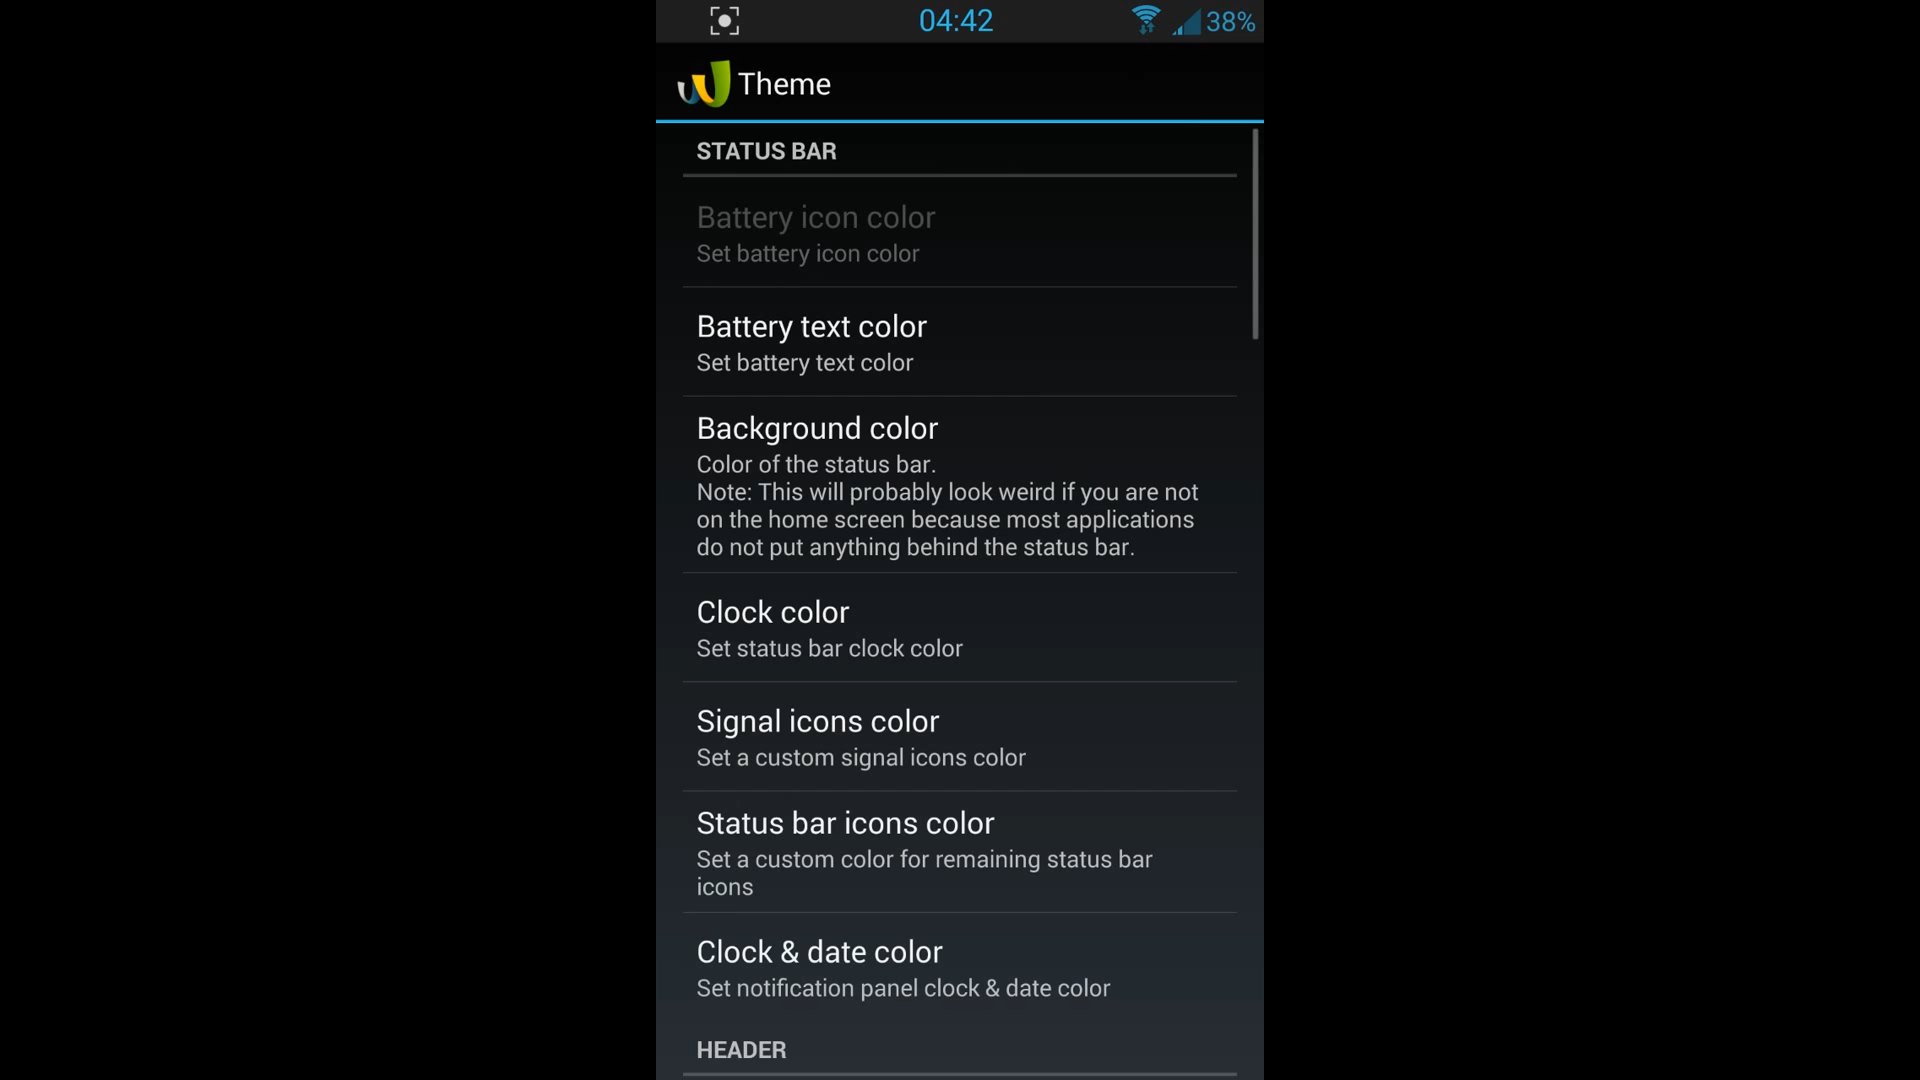 04:42
38%
Theme
STATUS BAR
Battery icon color
Set battery icon color
Battery text color
Set battery text color
Background color
Color of the status bar.
Note: This will probably look weird if you are not
on the home screen because most applications
do not put anything behind the status bar.
Clock color
Set status bar clock color
Signal icons color
Set a custom signal icons color
Status bar icons color
Set a custom color for remaining status bar
icons
Clock & date color
Set notification panel clock & date color
HEADER